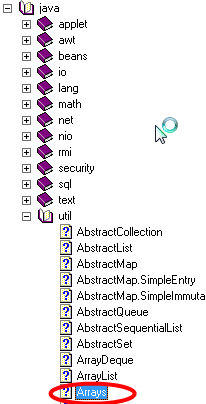 java
applet
awt
beans
io
lang
math
net
nio
rmi
security
sql
text
util
AbstractCollection
AbstractList
AbstractMap
AbstractMap.SimpleEntry
AbstractMap.SimpleImmuta
AbstractQueue
AbstractSequentialList
AbstractSet
ArrayDeque
ArrayList
Arrays